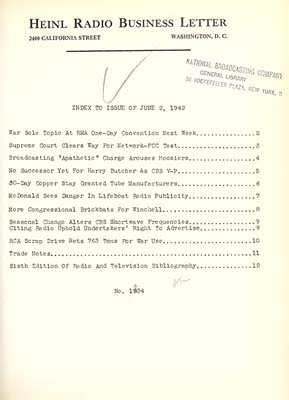 HEINL RADIO BUSINESS LETTER
2400 CALIFORNIA STREET WASHINGTON, D. C.
NATIONAL BROADCASTING COMPANY
GENERAL LIBRARY
30 ROCKEFELLER PLAZA, NEW YORK, N
INDEX TO ISSUE OF JUNE 2, 1942
War Sole Topic At RMA One-Day Convention Next Week.................2
Supreme Court Clears Way For Network-FCC Test......................3
Broadcasting "Apathetic" Charge Arouses Hoosiers...................4
No Successor Yet For Harry Butcher As CBS V-P......................5
30-Day Copper Stay Granted Tube Manufacturers......................6
McDonald Sees Danger In Lifeboat Radio Publicity...................7
More Congressional Brickbats For Winchell..........................8
Seasonal Change Alters CBS Shortwave Frequencies...................9
Citing Radio Uphold Undertakers' Right To Advertise................9
RCA Scrap Drive Nets 763 Tons For War Use.........................10
Trade Notes.......................................................11
Sixth Edition Of Radio And Television Bibliography................12
No. 1934